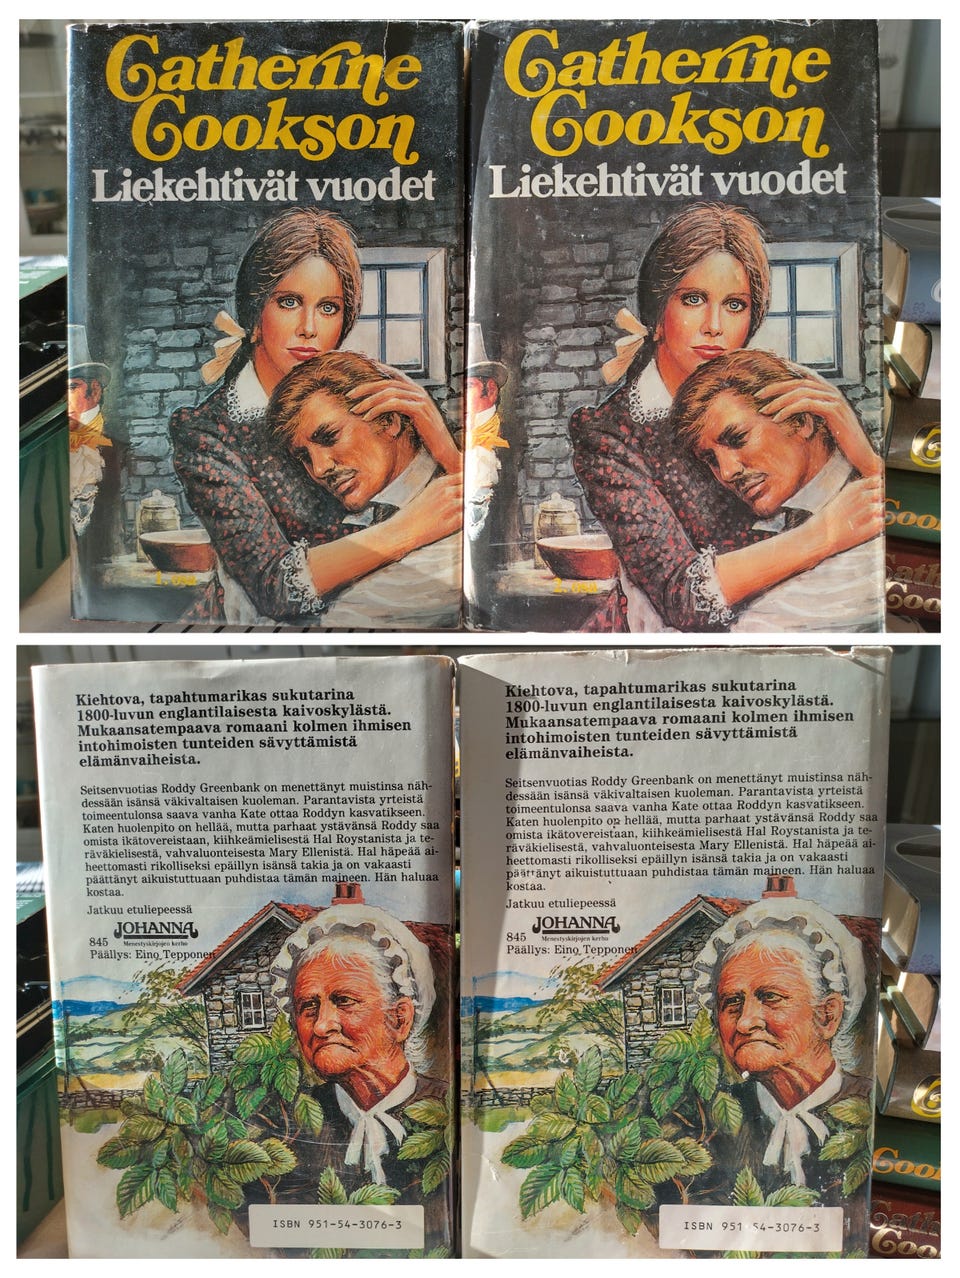 Catherine
Cookson
Liekehtivät vuodet
1. osa
Catherine
Cookson
Liekehtivät vuodet
2. osa
Kiehtova, tapahtumarikas sukutarina
1800-luvun englantilaisesta kaivoskylästä.
Mukaansatempaava romaani kolmen ihmisen
intohimoisten tunteiden sävyttämistä
elämänvaiheista.
Seitsenvuotias Roddy Greenbank on menettänyt muistinsa näh-
dessään isänsä väkivaltaisen kuoleman. Parantavista yrteistä
toimeentulonsa saava vanha Kate ottaa Roddyn kasvatikseen.
Katen huolenpito on hellää, mutta parhaat ystävänsä Roddy saa
omista ikätovereistaan, kiihkeämielisestä Hal Roystanista ja te-
räväkielisestä, vahvaluonteisesta Mary Ellenistä. Hal häpeää ai-
heettomasti rikolliseksi epäillyn isänsä takia ja on vakaasti
päättänyt aikuistuttuaan puhdistaa tämän maineen. Hän haluaa
kostaa.
Jatkuu etuliepeessä
JOHANNA
845 Menestyskirjojen kerho
Päällys: Eino Tepponen
ISBN 951-54-3076-3
Kiehtova, tapahtumarikas sukutarina
1800-luvun englantilaisesta kaivoskylästä.
Mukaansatempaava romaani kolmen ihmisen
intohimoisten tunteiden sävyttämistä
elämänvaiheista.
Seitsenvuotias Roddy Greenbank on menettänyt muistinsa näh-
dessään isänsä väkivaltaisen kuoleman. Parantavista yrteistä
toimeentulonsa saava vanha Kate ottaa Roddyn kasvatikseen.
Katen huolenpito on hellää, mutta parhaat ystävänsä Roddy saa
omista ikätovereistaan, kiihkeämielisestä Hal Roystanista ja te-
räväkielisestä, vahvaluonteisesta Mary Ellenistä. Hal häpeää ai-
heettomasti rikolliseksi epäillyn isänsä takia ja on vakaasti
päättänyt aikuistuttuaan puhdistaa tämän maineen. Hän haluaa
kostaa.
Jatkuu etuliepeessä
JOHANNA
845 Menestyskirjojen kerho
Päällys: Eino Tepponen
ISBN 951-54-3076-3